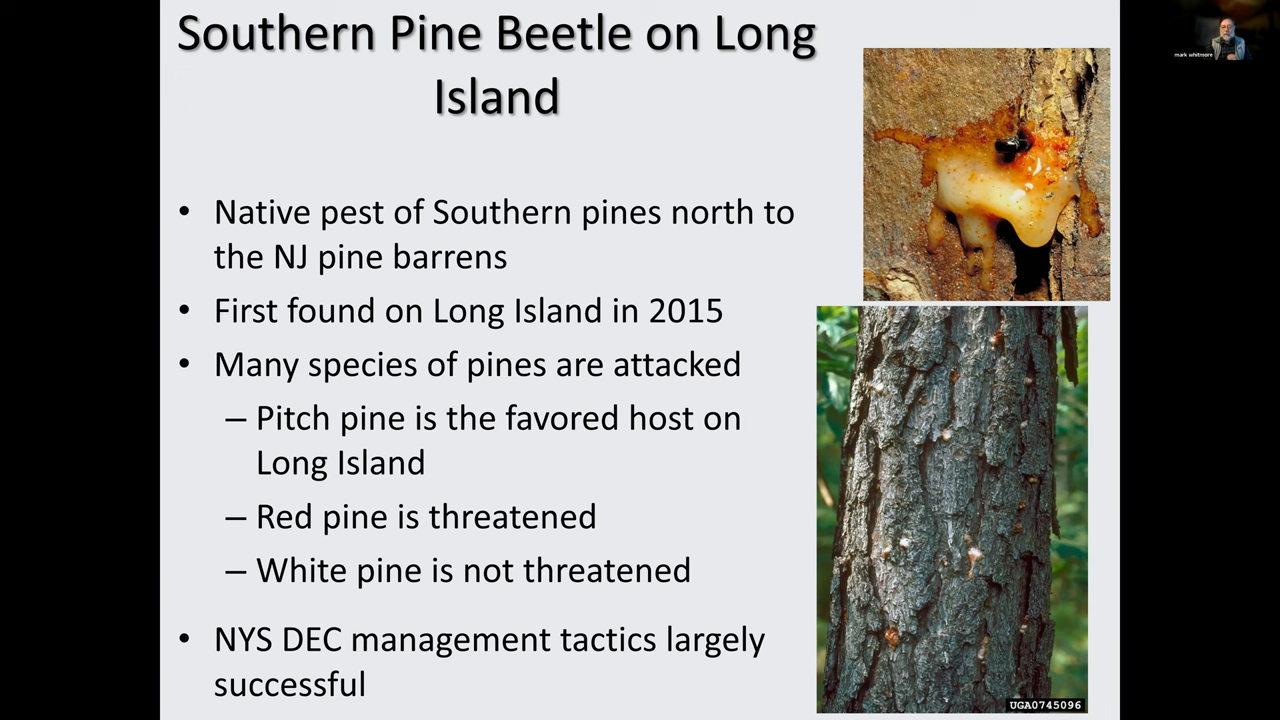 Southern Pine Beetle on Long
Island
mark whitmore
• Native pest of Southern pines north to
the NJ pine barrens
• First found on Long Island in 2015
• Many species of pines are attacked
– Pitch pine is the favored host on
Long Island
– Red pine is threatened
– White pine is not threatened
• NYS DEC management tactics largely
successful
UGA0745096